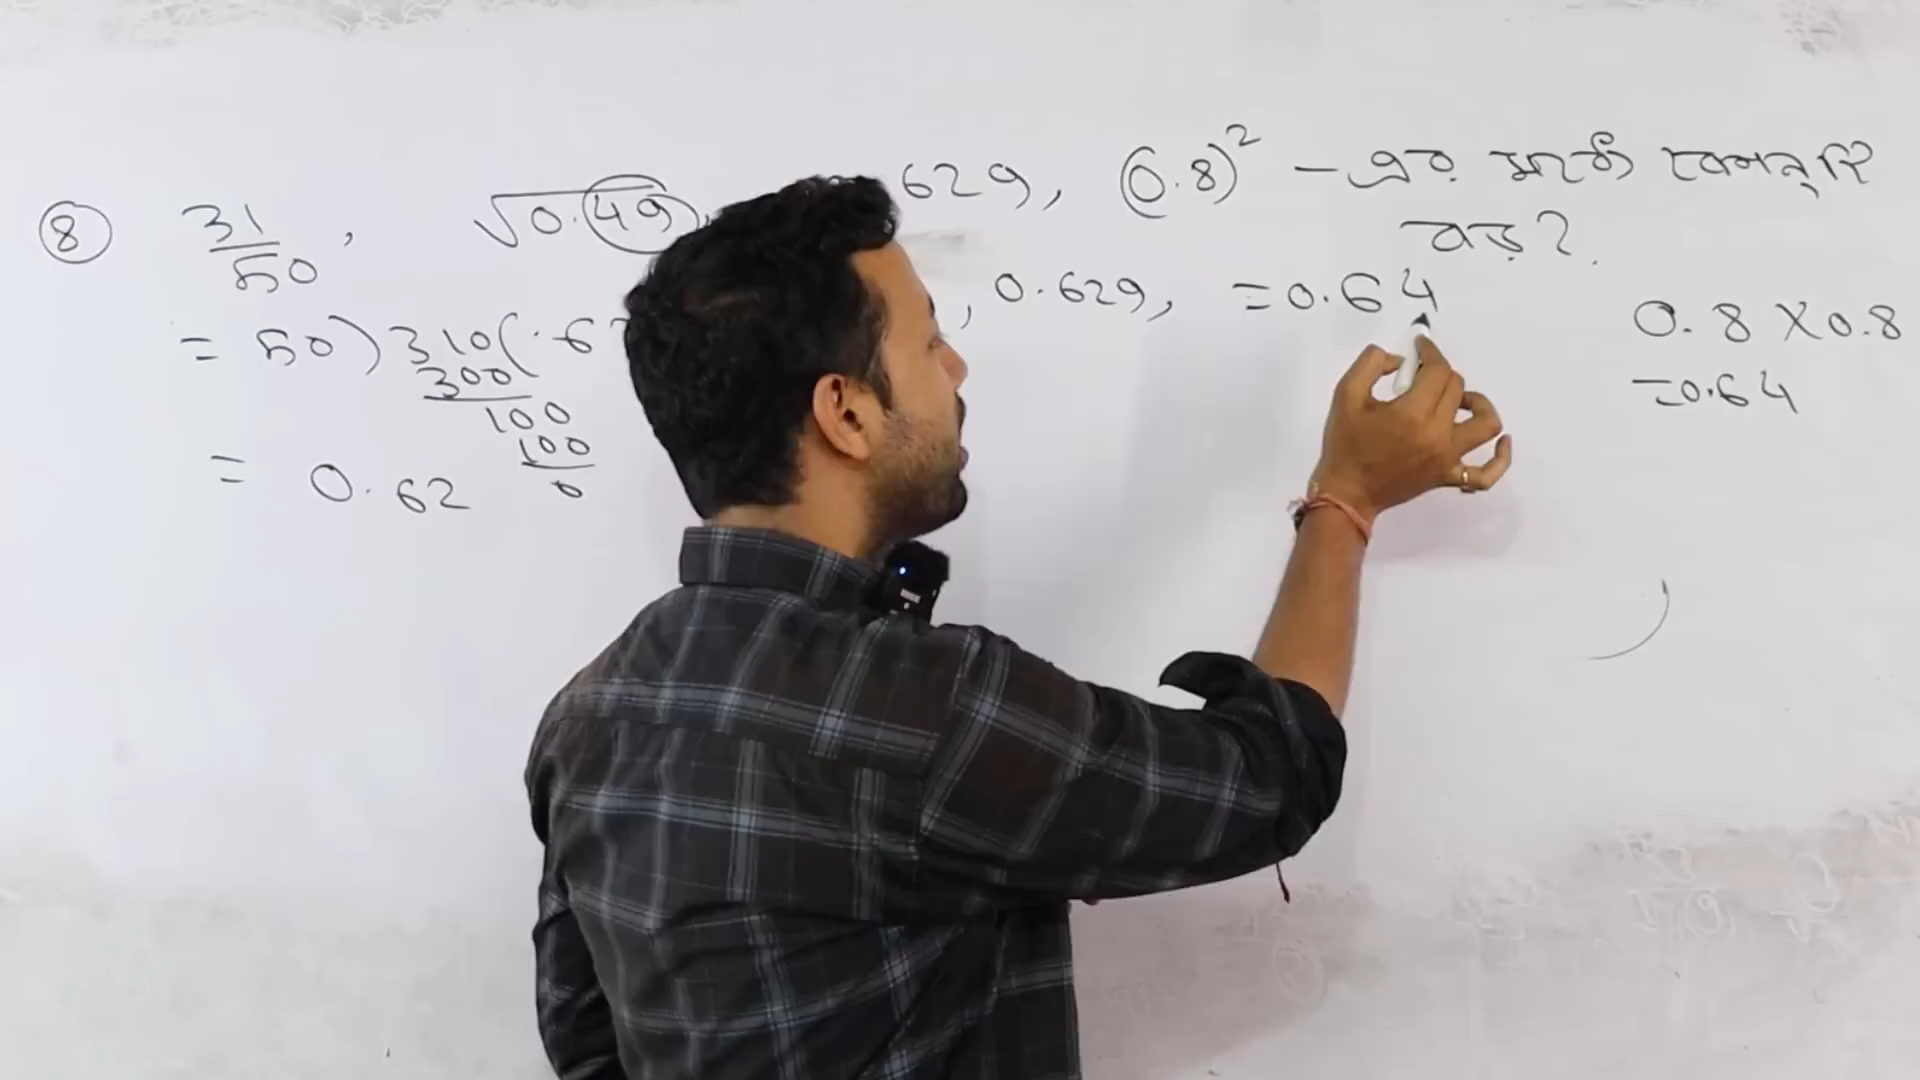 8 31/50, √0.49, 629, (0.8)² - এর মধ্যে কোনটি
বড়?
= 50) 310 (.6 , 0.629, = 0.64
300
100
100
0
= 0.62
0.8 X 0.8
= 0.64